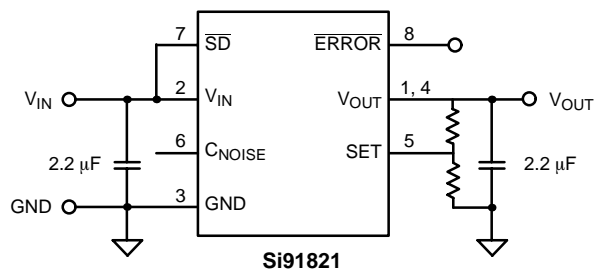 7 SD ERROR 8
VIN 2 VIN VOUT 1, 4 VOUT
6 CNOISE SET 5
2.2 μF 2.2 μF
GND 3 GND
Si91821